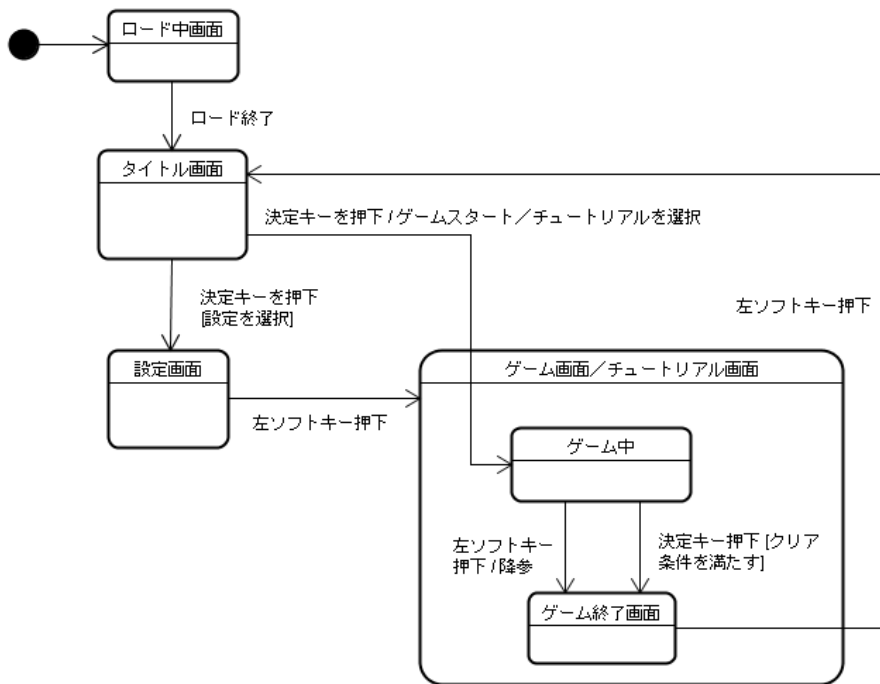 ロード中画面
ロード終了
タイトル画面
決定キーを押下 / ゲームスタート／チュートリアルを選択
決定キーを押下
[設定を選択]
左ソフトキー押下
設定画面
ゲーム画面／チュートリアル画面
左ソフトキー押下
ゲーム中
左ソフトキー
押下 / 降参
決定キー押下 [クリア
条件を満たす]
ゲーム終了画面